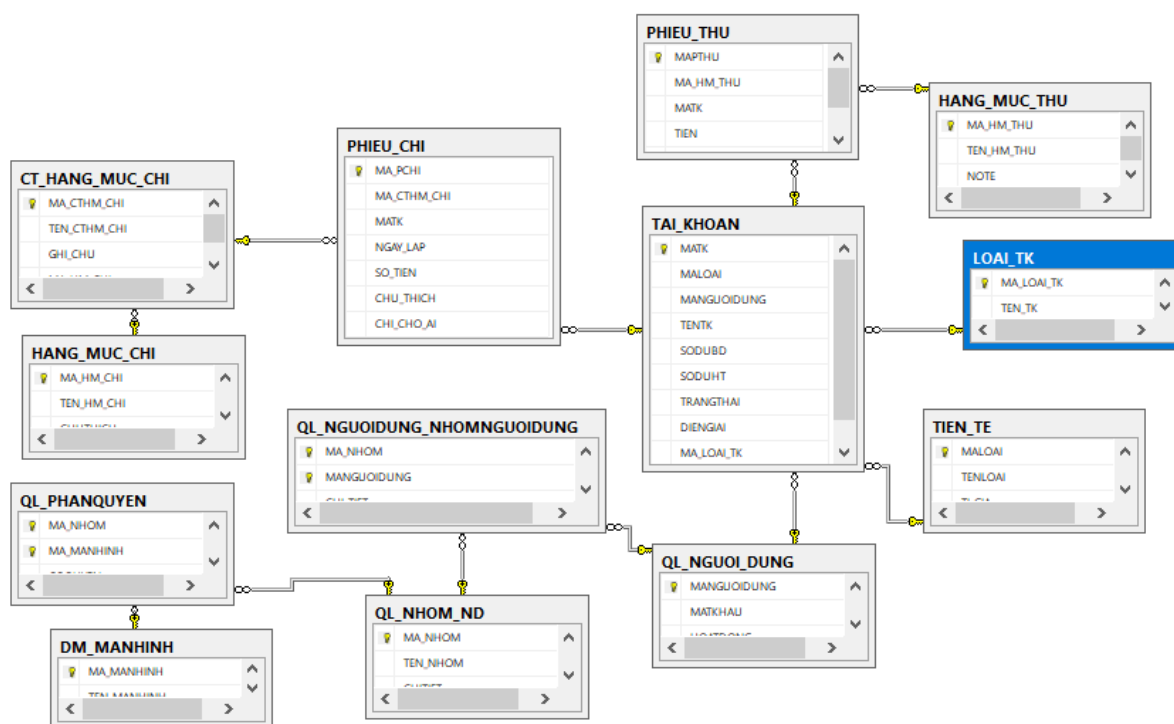 PHIEU_THU
MAPTHU
MA_HM_THU
MATK
TIEN
HANG_MUC_THU
MA_HM_THU
TEN_HM_THU
NOTE
PHIEU_CHI
MA_PCHI
MA_CTHM_CHI
MATK
NGAY_LAP
SO_TIEN
CHU_THICH
CHI_CHO_AI
CT_HANG_MUC_CHI
MA_CTHM_CHI
TEN_CTHM_CHI
GHI_CHU
TAI_KHOAN
MATK
MALOAI
MANGUOIDUNG
TENTK
SODUBD
SODUHT
TRANGTHAI
DIENGIAI
MA_LOAI_TK
LOAI_TK
MA_LOAI_TK
TEN_TK
HANG_MUC_CHI
MA_HM_CHI
TEN_HM_CHI
QL_NGUOIDUNG_NHOMNGUOIDUNG
MA_NHOM
MANGUOIDUNG
TIEN_TE
MALOAI
TENLOAI
QL_PHANQUYEN
MA_NHOM
MA_MANHINH
QL_NGUOI_DUNG
MANGUOIDUNG
MATKHAU
QL_NHOM_ND
MA_NHOM
TEN_NHOM
DM_MANHINH
MA_MANHINH
TEN_MANHINH